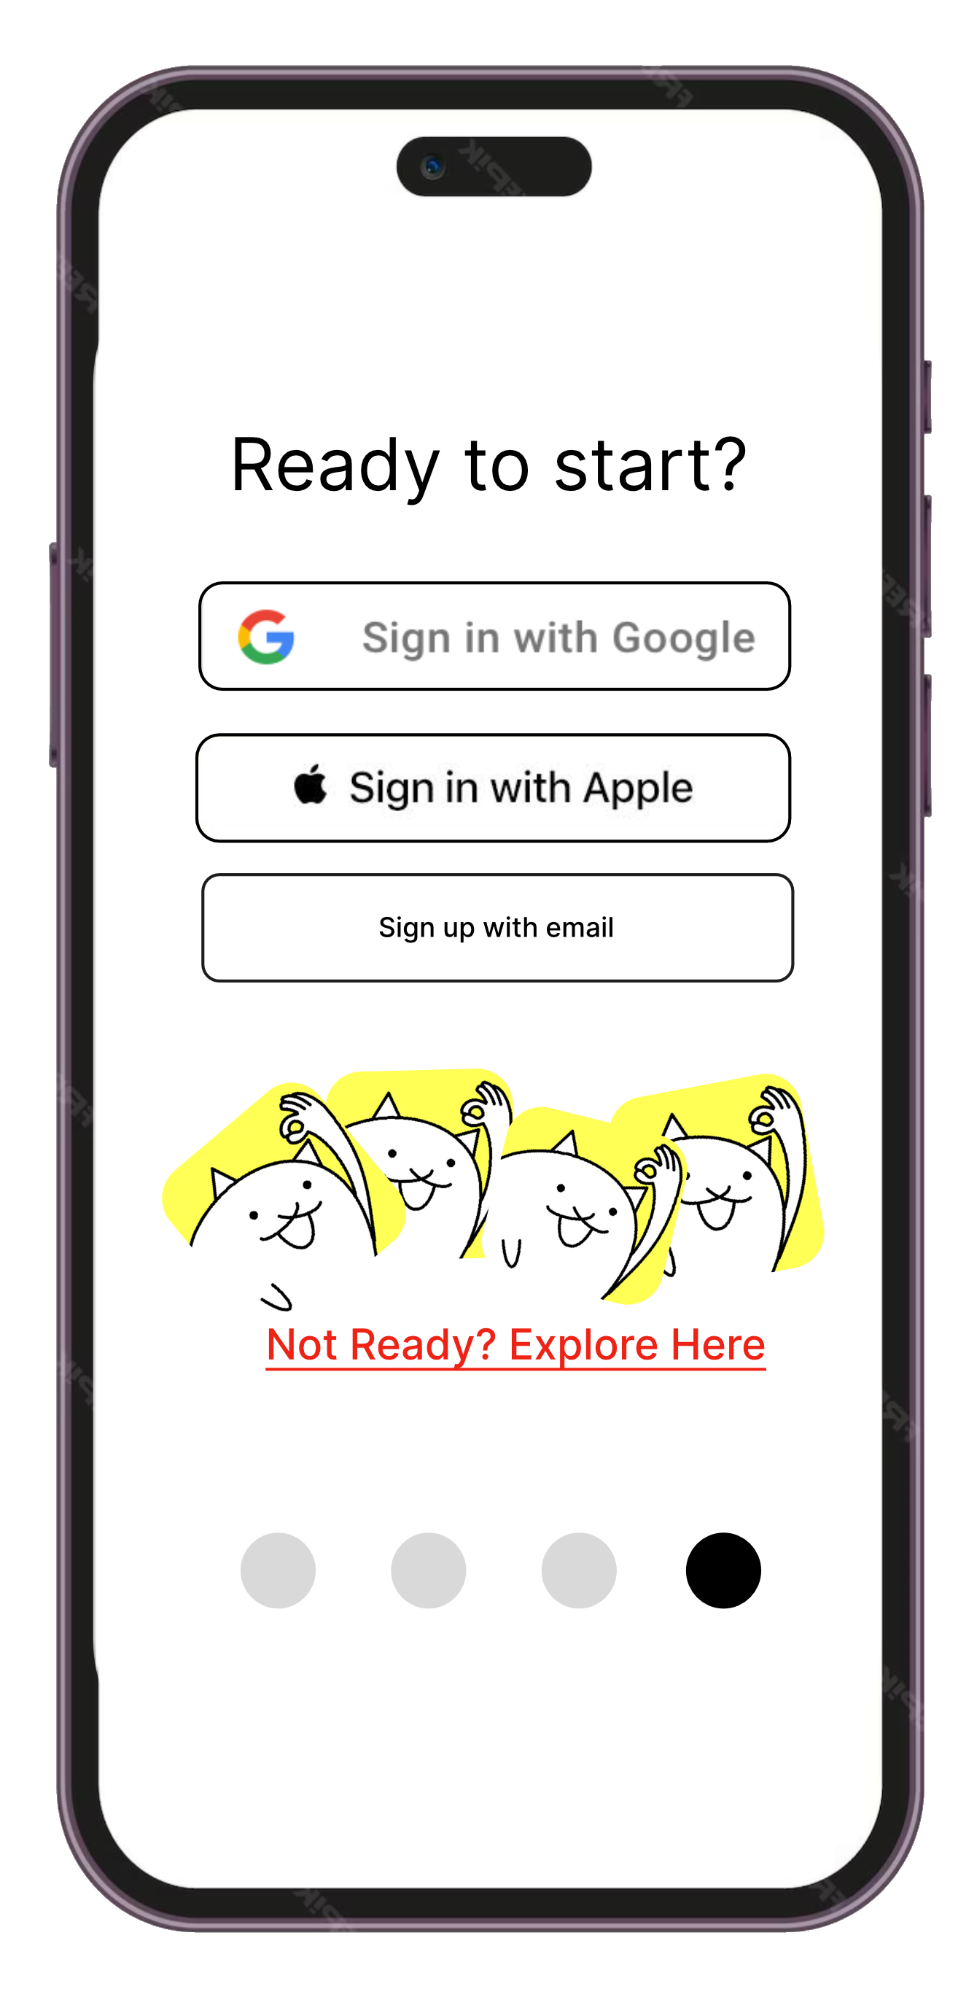 Ready to start?
Sign in with Google
Sign in with Apple
Sign up with email
Not Ready? Explore Here